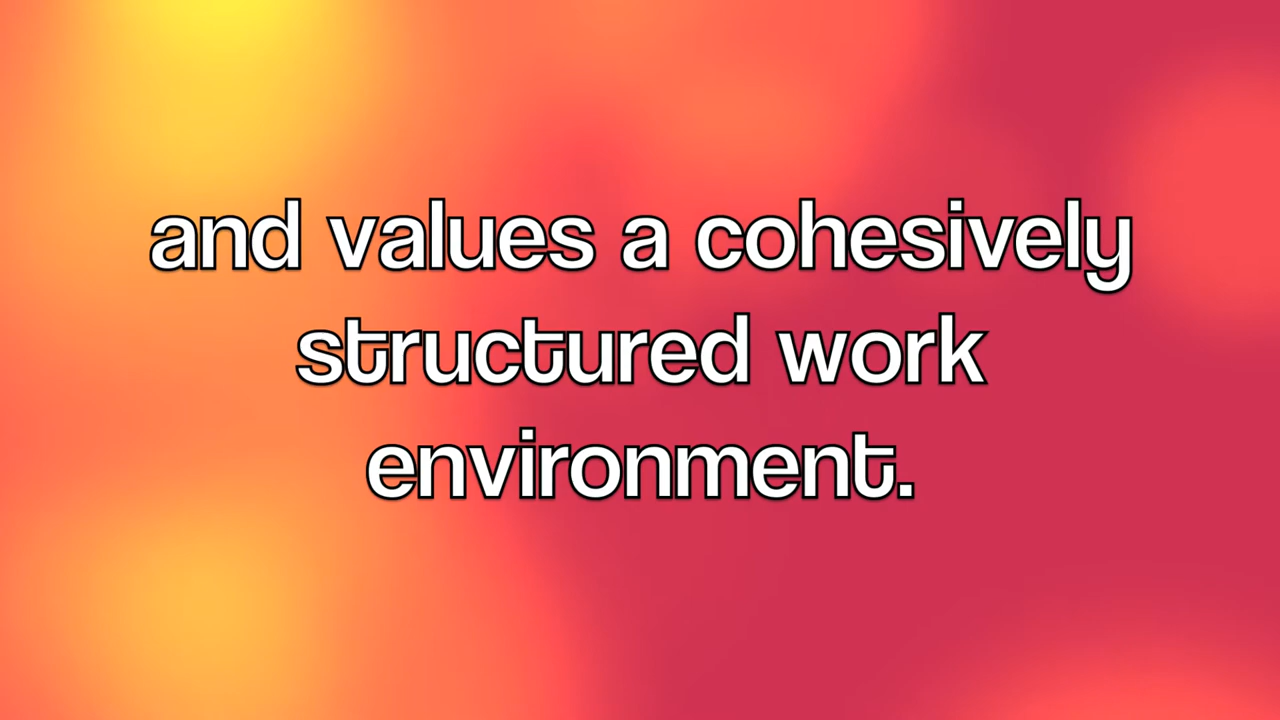 and values a cohesively
structured work
environment.